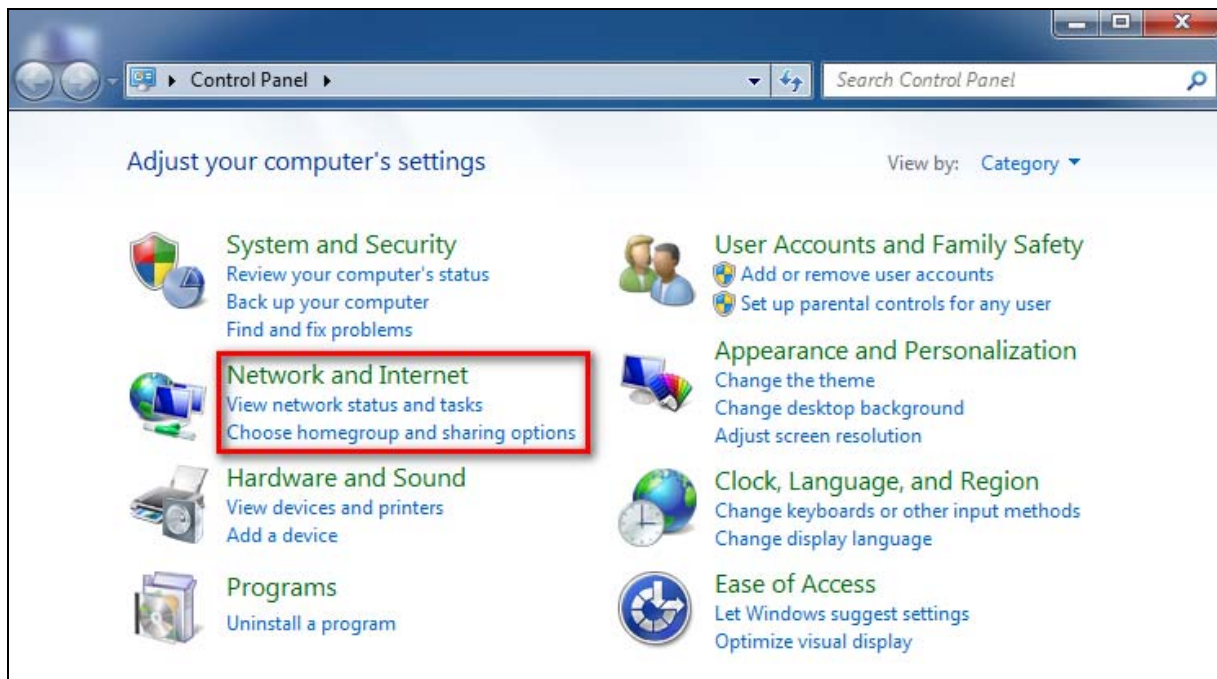 Control Panel
Search Control Panel
Adjust your computer's settings
View by: Category
System and Security
Review your computer's status
Back up your computer
Find and fix problems
Network and Internet
View network status and tasks
Choose homegroup and sharing options
Hardware and Sound
View devices and printers
Add a device
Programs
Uninstall a program
User Accounts and Family Safety
Add or remove user accounts
Set up parental controls for any user
Appearance and Personalization
Change the theme
Change desktop background
Adjust screen resolution
Clock, Language, and Region
Change keyboards or other input methods
Change display language
Ease of Access
Let Windows suggest settings
Optimize visual display